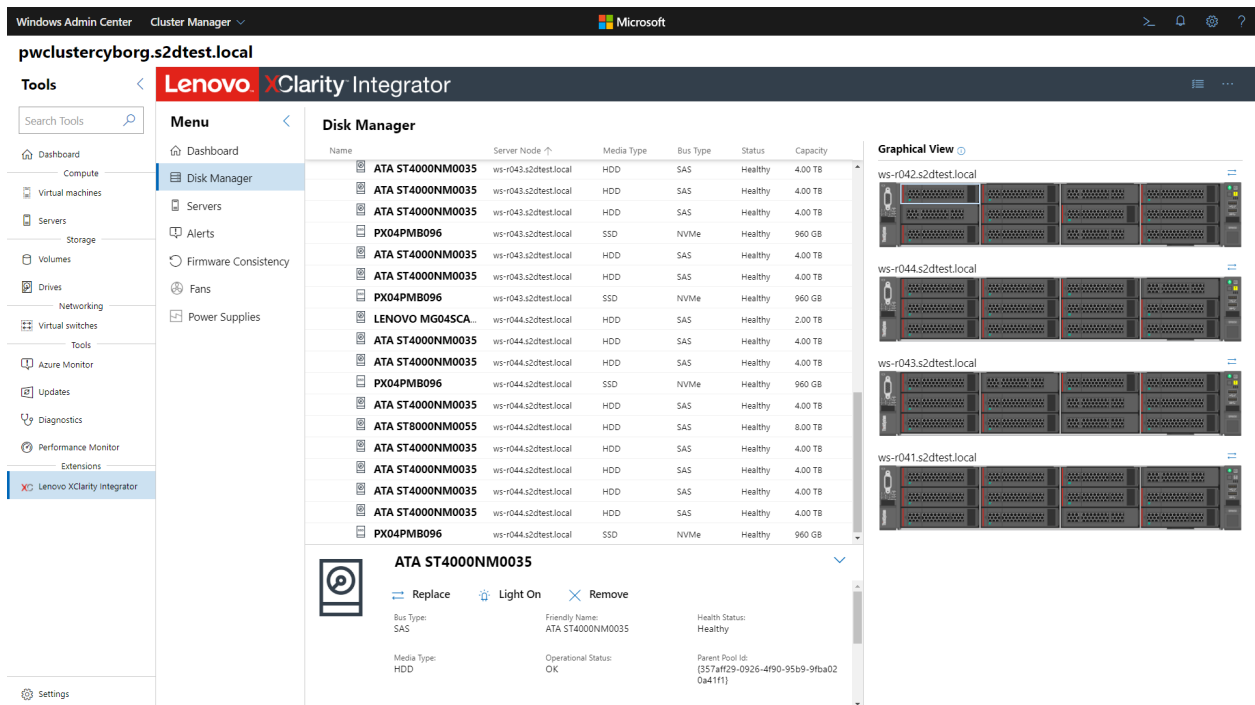 Windows Admin Center Cluster Manager Microsoft
pwclustercyborg.s2dtest.local
Tools
Search Tools
Dashboard
Compute
Virtual machines
Servers
Storage
Volumes
Drives
Networking
Virtual switches
Tools
Azure Monitor
Updates
Diagnostics
Performance Monitor
Extensions
XC Lenovo XClarity Integrator
Settings
Lenovo XClarity Integrator
Menu
Dashboard
Disk Manager
Servers
Alerts
Firmware Consistency
Fans
Power Supplies
Disk Manager
Name Server Node Media Type Bus Type Status Capacity
ATA ST4000NM0035 ws-r043.s2dtest.local HDD SAS Healthy 4.00 TB
ATA ST4000NM0035 ws-r043.s2dtest.local HDD SAS Healthy 4.00 TB
ATA ST4000NM0035 ws-r043.s2dtest.local HDD SAS Healthy 4.00 TB
PX04PMB096 ws-r043.s2dtest.local SSD NVMe Healthy 960 GB
ATA ST4000NM0035 ws-r043.s2dtest.local HDD SAS Healthy 4.00 TB
ATA ST4000NM0035 ws-r043.s2dtest.local HDD SAS Healthy 4.00 TB
PX04PMB096 ws-r043.s2dtest.local SSD NVMe Healthy 960 GB
LENOVO MG04SCA... ws-r044.s2dtest.local HDD SAS Healthy 2.00 TB
ATA ST4000NM0035 ws-r044.s2dtest.local HDD SAS Healthy 4.00 TB
ATA ST4000NM0035 ws-r044.s2dtest.local HDD SAS Healthy 4.00 TB
PX04PMB096 ws-r044.s2dtest.local SSD NVMe Healthy 960 GB
ATA ST4000NM0035 ws-r044.s2dtest.local HDD SAS Healthy 4.00 TB
ATA ST8000NM0055 ws-r044.s2dtest.local HDD SAS Healthy 8.00 TB
ATA ST4000NM0035 ws-r044.s2dtest.local HDD SAS Healthy 4.00 TB
ATA ST4000NM0035 ws-r044.s2dtest.local HDD SAS Healthy 4.00 TB
ATA ST4000NM0035 ws-r044.s2dtest.local HDD SAS Healthy 4.00 TB
ATA ST4000NM0035 ws-r044.s2dtest.local HDD SAS Healthy 4.00 TB
PX04PMB096 ws-r044.s2dtest.local SSD NVMe Healthy 960 GB
ATA ST4000NM0035
Replace Light On Remove
Bus Type: Friendly Name: Health Status:
SAS ATA ST4000NM0035 Healthy
Media Type: Operational Status: Parent Pool Id:
HDD OK {357aff29-0926-4f90-95b9-9fba02
0a41f1}
Graphical View
ws-r042.s2dtest.local
ws-r044.s2dtest.local
ws-r043.s2dtest.local
ws-r041.s2dtest.local